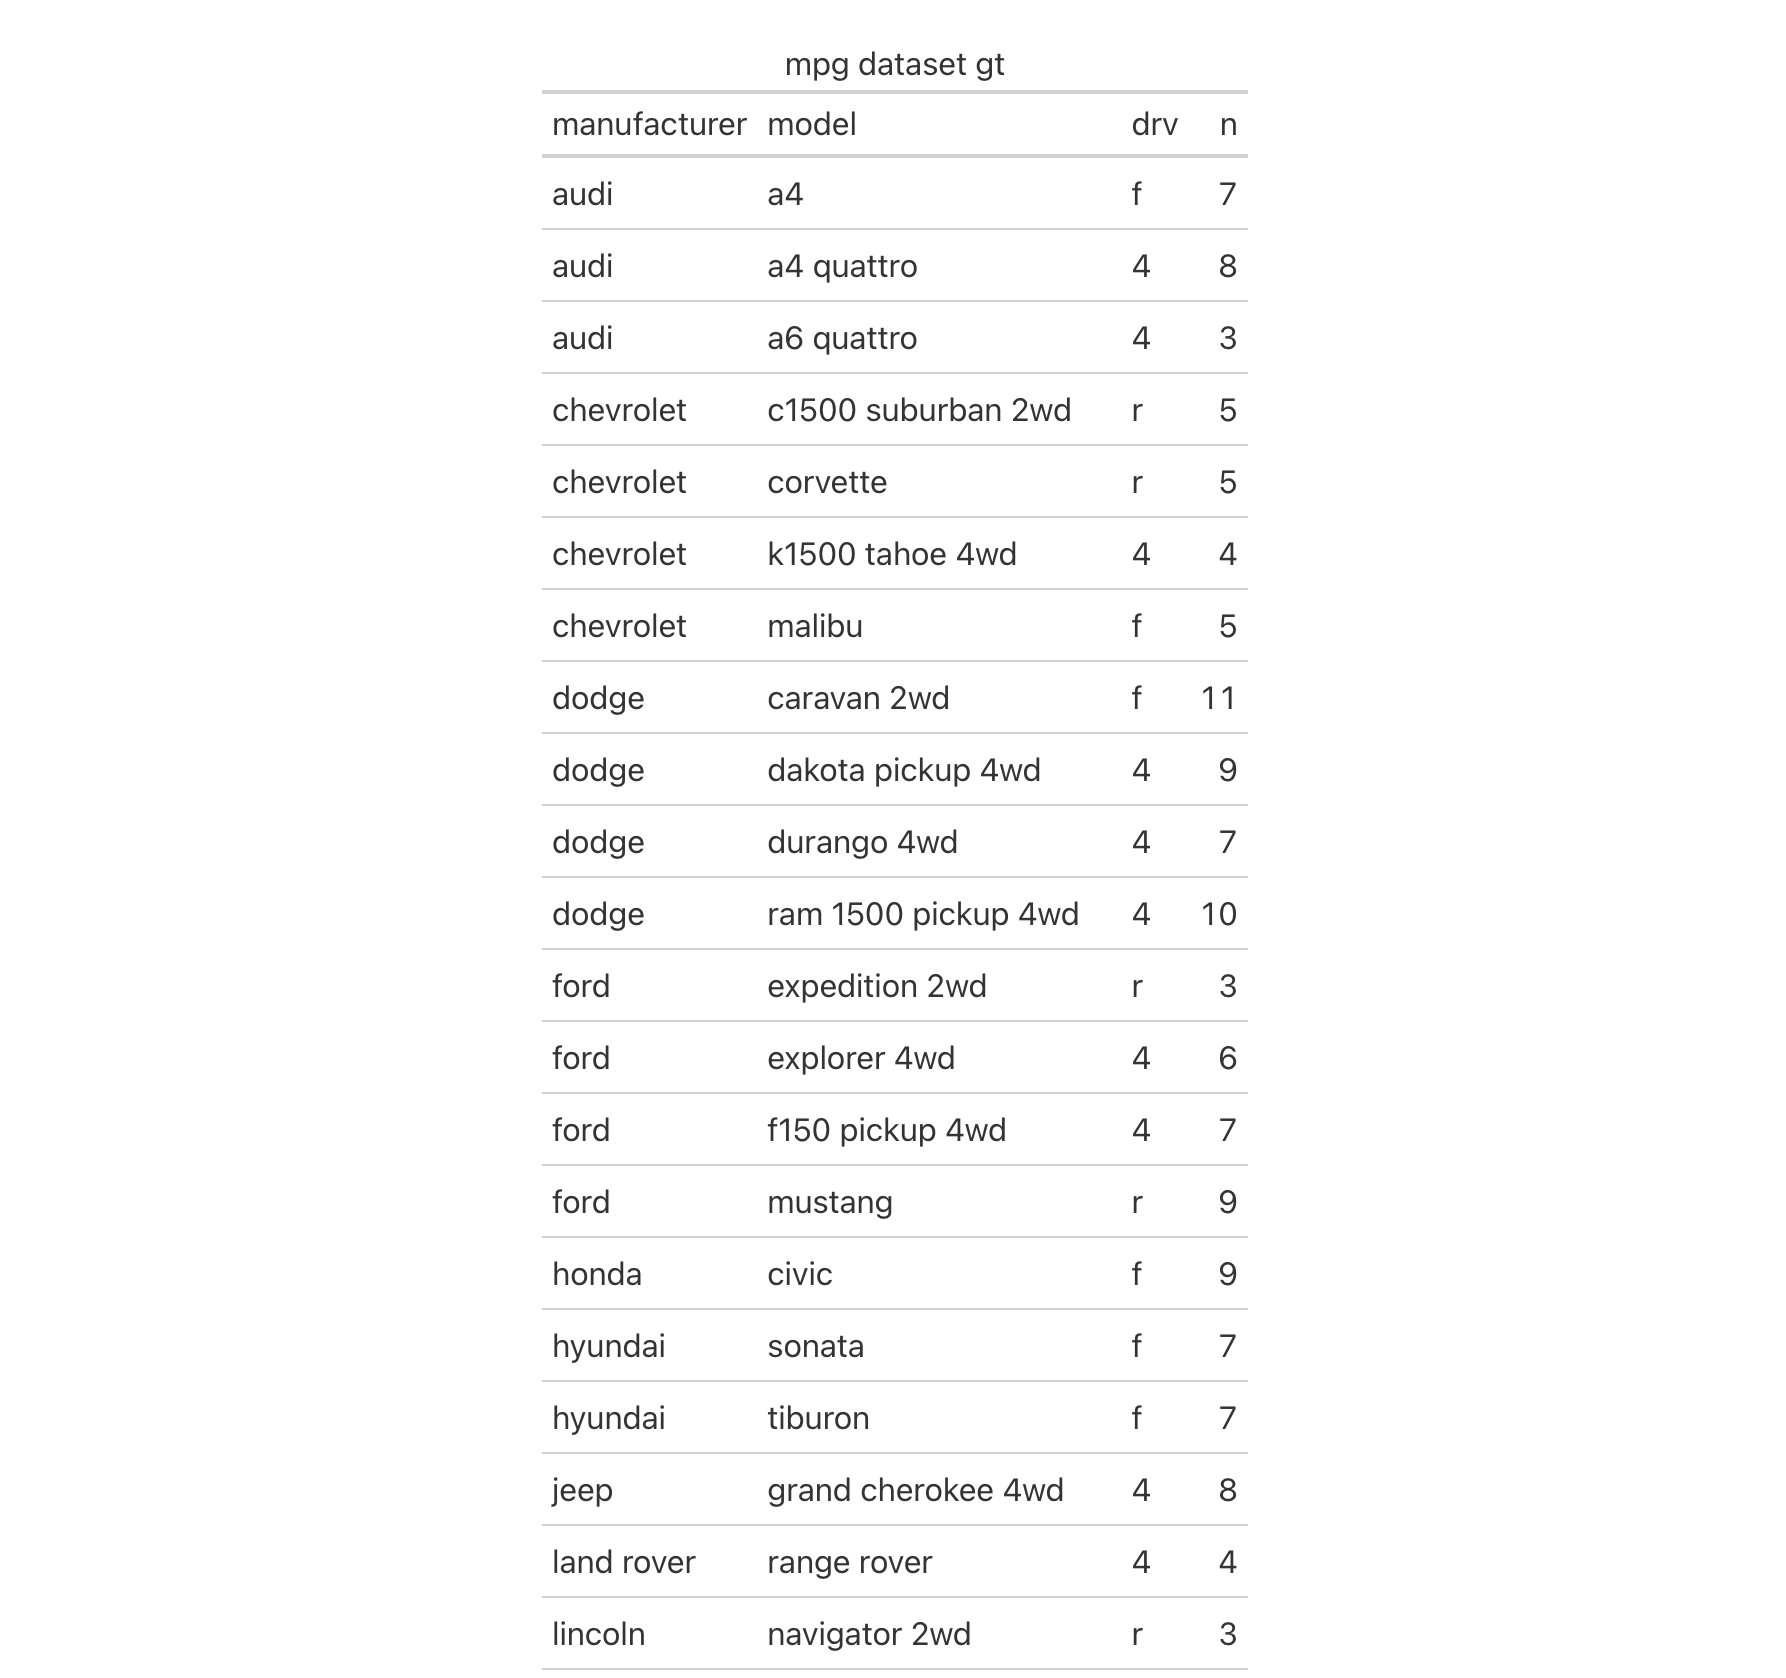 mpg dataset gt
manufacturer model drv n
audi a4 f 7
audi a4 quattro 4 8
audi a6 quattro 4 3
chevrolet c1500 suburban 2wd r 5
chevrolet corvette r 5
chevrolet k1500 tahoe 4wd 4 4
chevrolet malibu f 5
dodge caravan 2wd f 11
dodge dakota pickup 4wd 4 9
dodge durango 4wd 4 7
dodge ram 1500 pickup 4wd 4 10
ford expedition 2wd r 3
ford explorer 4wd 4 6
ford f150 pickup 4wd 4 7
ford mustang r 9
honda civic f 9
hyundai sonata f 7
hyundai tiburon f 7
jeep grand cherokee 4wd 4 8
land rover range rover 4 4
lincoln navigator 2wd r 3